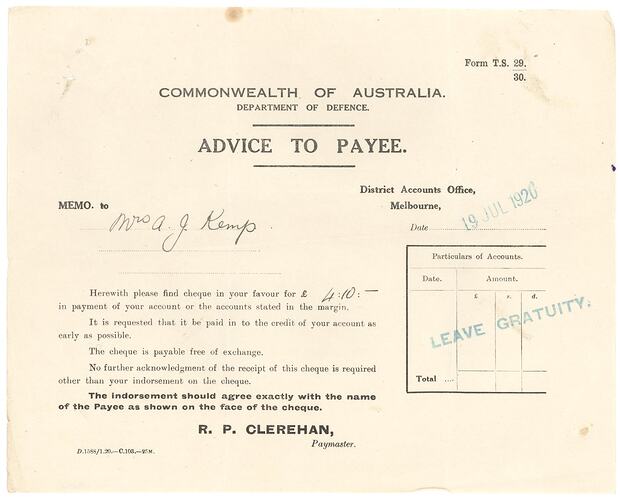 Form T.S. 29.
30.
COMMONWEALTH OF AUSTRALIA.
DEPARTMENT OF DEFENCE.
ADVICE TO PAYEE.
District Accounts Office,
MEMO. to Melbourne,
Mrs A. J. Kemp.
Date 19 JUL 1920
Particulars of Accounts.
Date. Amount.
£ s. d.
LEAVE GRATUITY.
Total ....
Herewith please find cheque in your favour for £ 4:10:—
in payment of your account or the accounts stated in the margin.
It is requested that it be paid in to the credit of your account as
early as possible.
The cheque is payable free of exchange.
No further acknowledgment of the receipt of this cheque is required
other than your indorsement on the cheque.
The indorsement should agree exactly with the name
of the Payee as shown on the face of the cheque.
R. P. CLEREHAN,
Paymaster.
D.1588/1.20.—C.103.—25M.